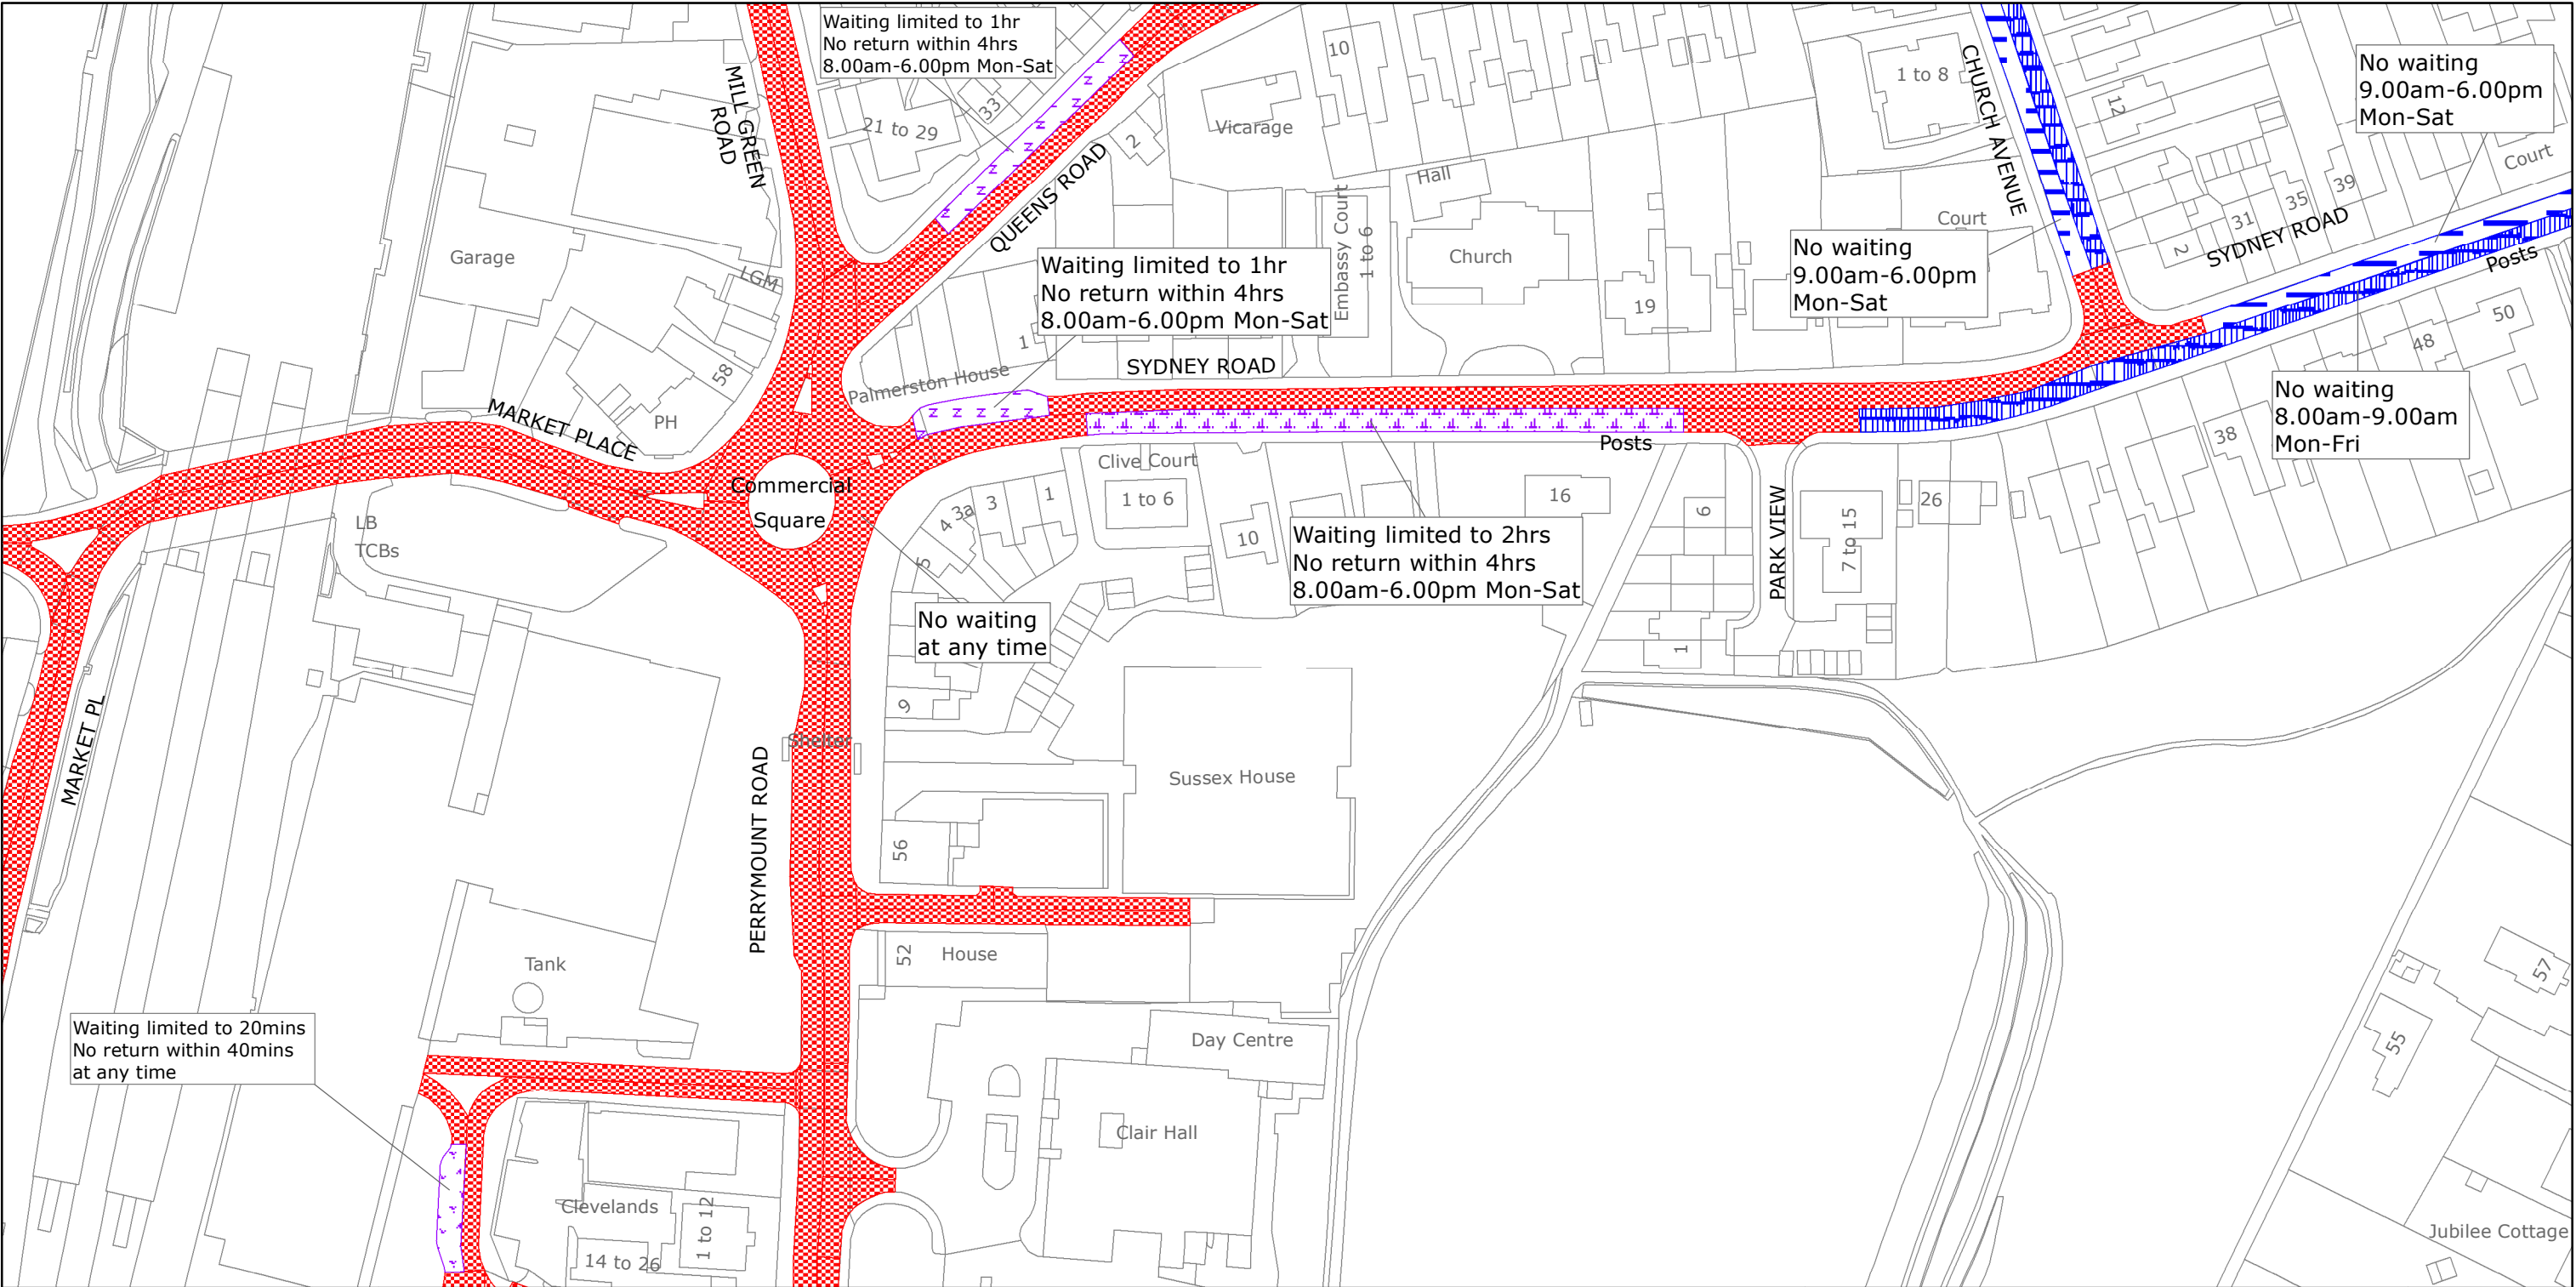 Waiting limited to 1hr
No return within 4hrs
8.00am-6.00pm Mon-Sat
MILL GREEN
ROAD
21 to 29
33
2
QUEENS ROAD
Vicarage
10
Hall
Church
Embassy Court
1 to 6
19
1 to 8
CHURCH AVENUE
Court
12
No waiting
9.00am-6.00pm
Mon-Sat
Court
39
35
31
2
SYDNEY ROAD
Posts
No waiting
9.00am-6.00pm
Mon-Sat
Garage
LGM
58
PH
MARKET PLACE
Waiting limited to 1hr
No return within 4hrs
8.00am-6.00pm Mon-Sat
1
Palmerston House
SYDNEY ROAD
50
48
38
No waiting
8.00am-9.00am
Mon-Fri
Posts
Commercial
Square
LB
TCBs
Clive Court
1 to 6
1
3
3a
4
5
10
16
Waiting limited to 2hrs
No return within 4hrs
8.00am-6.00pm Mon-Sat
6
PARK VIEW
7 to 15
26
1
No waiting
at any time
9
MARKET PL
Shelter
PERRYMOUNT ROAD
Sussex House
56
52
House
Tank
Day Centre
Clair Hall
Waiting limited to 20mins
No return within 40mins
at any time
Clevelands
1 to 12
14 to 26
57
55
Jubilee Cottage